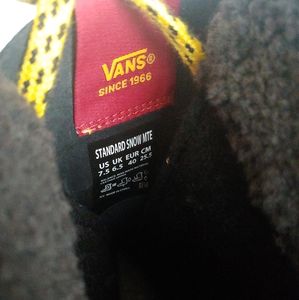 VANS®
SINCE 1966
STANDARD SNOW MTE
US UK EUR CM
7.5 6.5 40 25.5